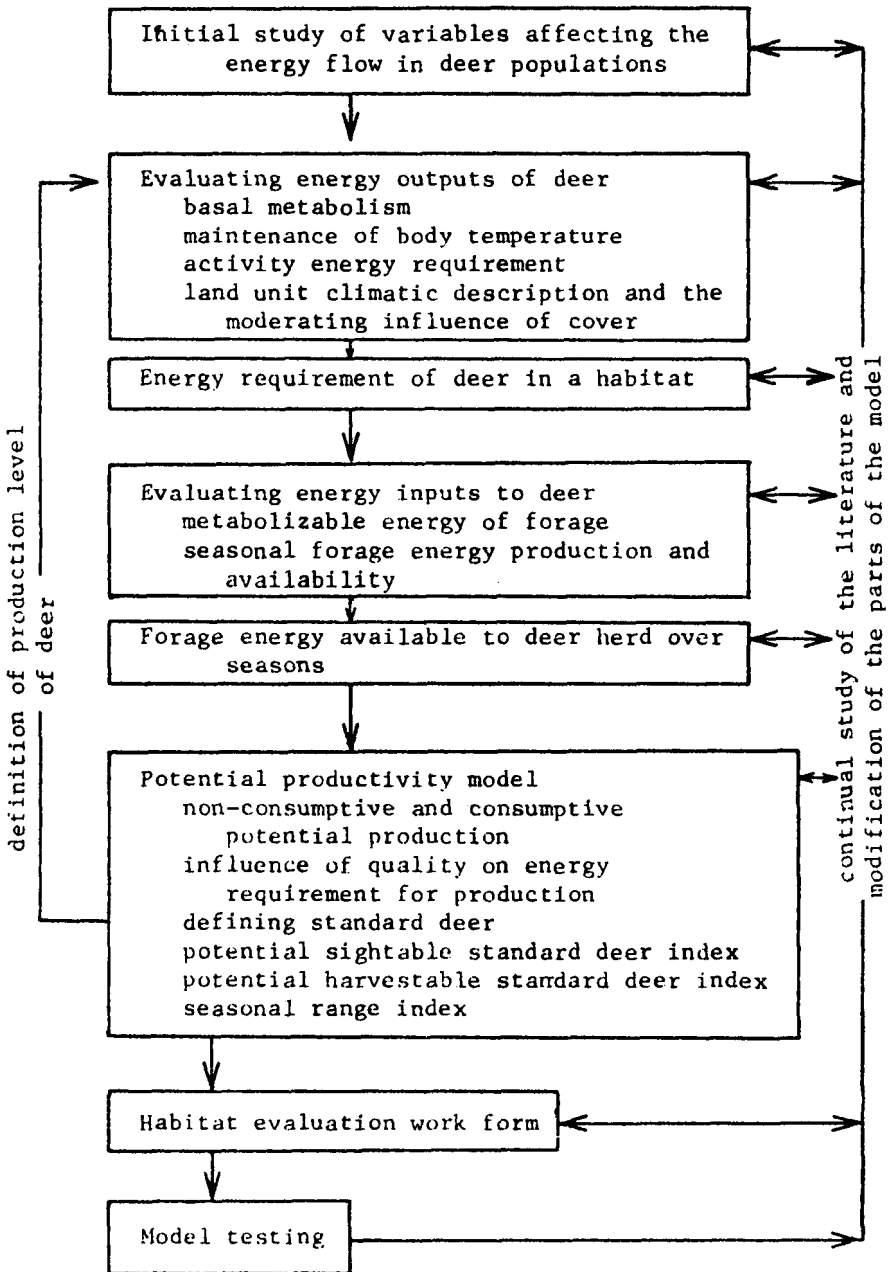 Initial study of variables affecting the
energy flow in deer populations
Evaluating energy outputs of deer
basal metabolism
maintenance of body temperature
activity energy requirement
land unit climatic description and the
moderating influence of cover
Energy requirement of deer in a habitat
Evaluating energy inputs to deer
metabolizable energy of forage
seasonal forage energy production and
availability
Forage energy available to deer herd over
seasons
Potential productivity model
non-consumptive and consumptive
potential production
influence of quality on energy
requirement for production
defining standard deer
potential sightable standard deer index
potential harvestable standard deer index
seasonal range index
Habitat evaluation work form
Model testing
definition of production level
of deer
continual study of the literature and
modification of the parts of the model